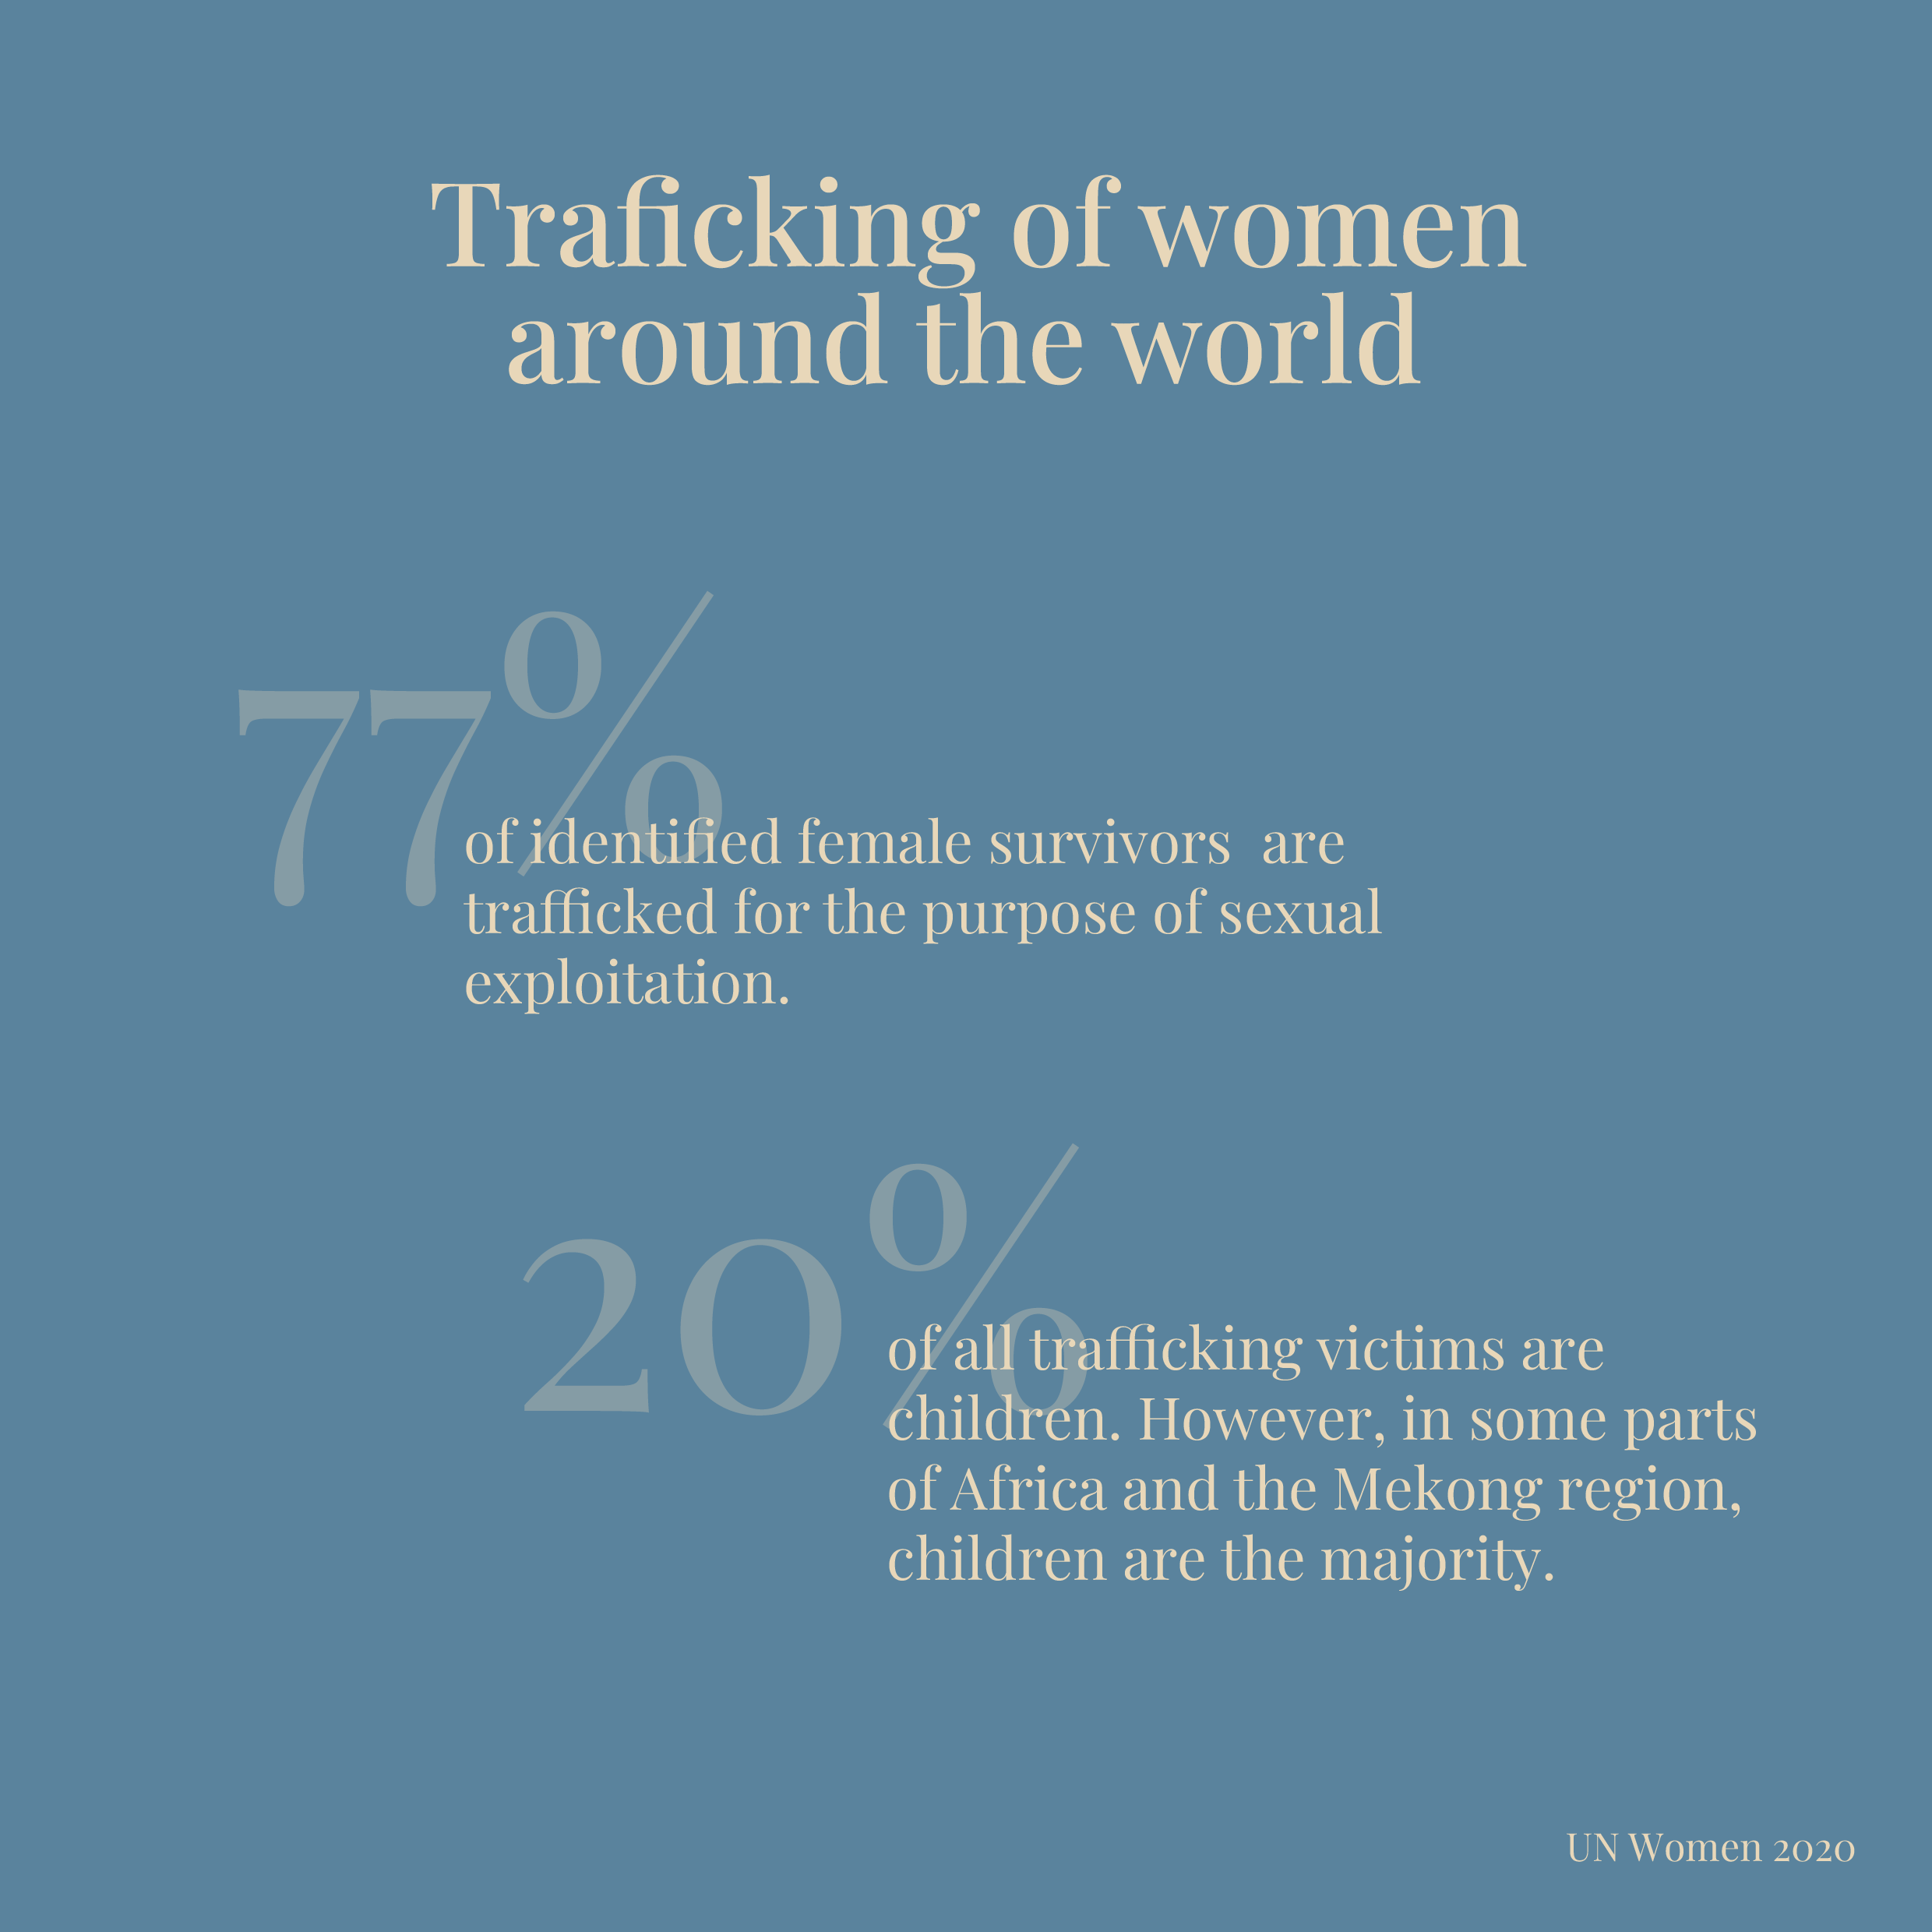 Traficking of women
around the world
77%
of identified female survivors  are
trafficked for the purpose of sexual
exploitation.
20%
of all trafficking victims are
children. However, in some parts
of Africa and the Mekong region,
children are the majority.
UN Women 2020